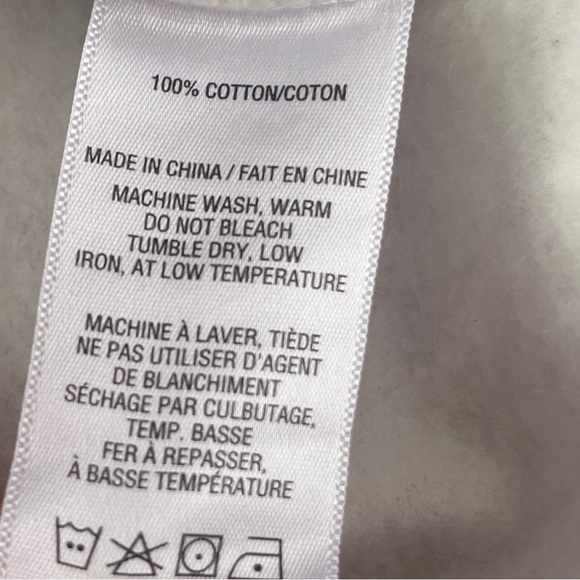 100% COTTON/COTON
MADE IN CHINA / FAIT EN CHINE
MACHINE WASH, WARM
DO NOT BLEACH
TUMBLE DRY, LOW
IRON, AT LOW TEMPERATURE
MACHINE À LAVER, TIÈDE
NE PAS UTILISER D'AGENT
DE BLANCHIMENT
SÉCHAGE PAR CULBUTAGE,
TEMP. BASSE
FER À REPASSER,
À BASSE TEMPÉRATURE